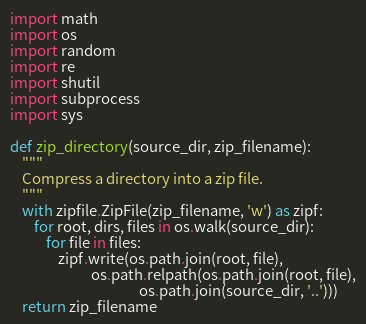 import math
import os
import random
import re
import shutil
import subprocess
import sys

def zip_directory(source_dir, zip_filename):
    """
    Compress a directory into a zip file.
    """
    with zipfile.ZipFile(zip_filename, 'w') as zipf:
        for root, dirs, files in os.walk(source_dir):
            for file in files:
                zipf.write(os.path.join(root, file),
                           os.path.relpath(os.path.join(root, file),
                                           os.path.join(source_dir, '..')))
    return zip_filename